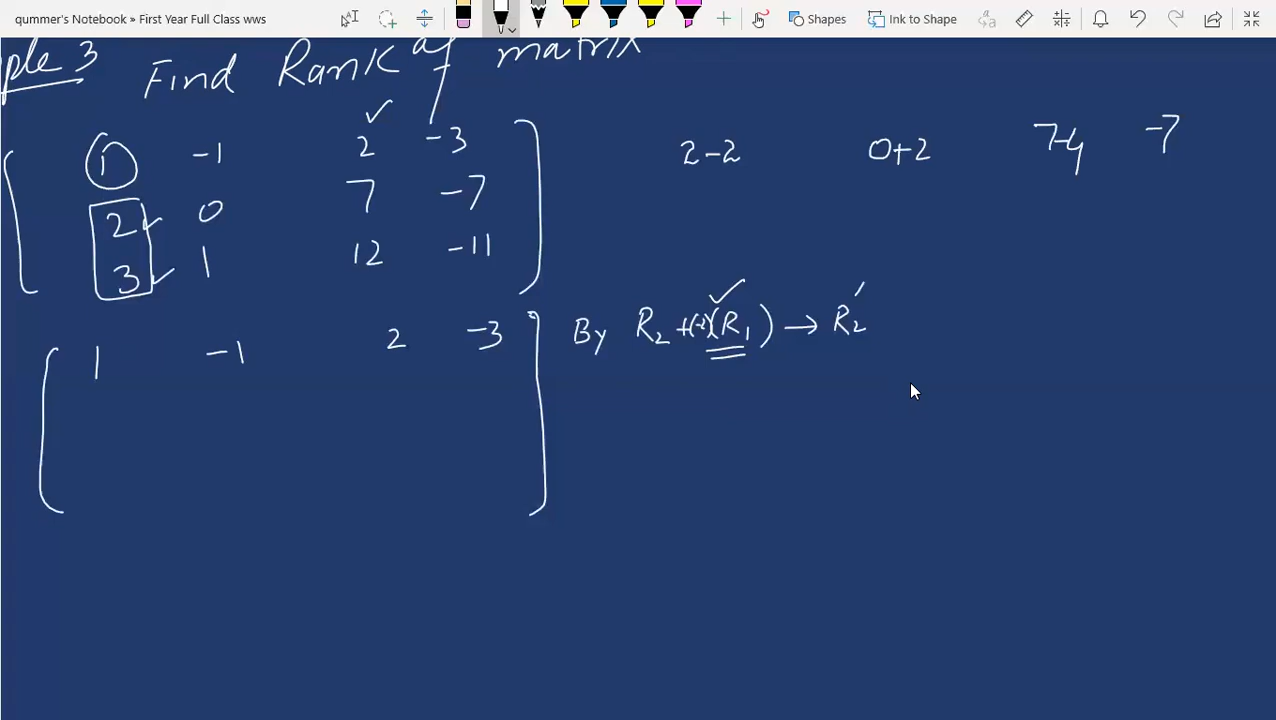 qummer's Notebook » First Year Full Class wws
Shapes Ink to Shape
ple 3 Find Rank of matrix
1 -1 2 -3
2 0 7 -7
3 1 12 -11
2-2 0+2 7-4 -7
1 -1 2 -3
By R₂ +(-2)(R₁) → R₂′